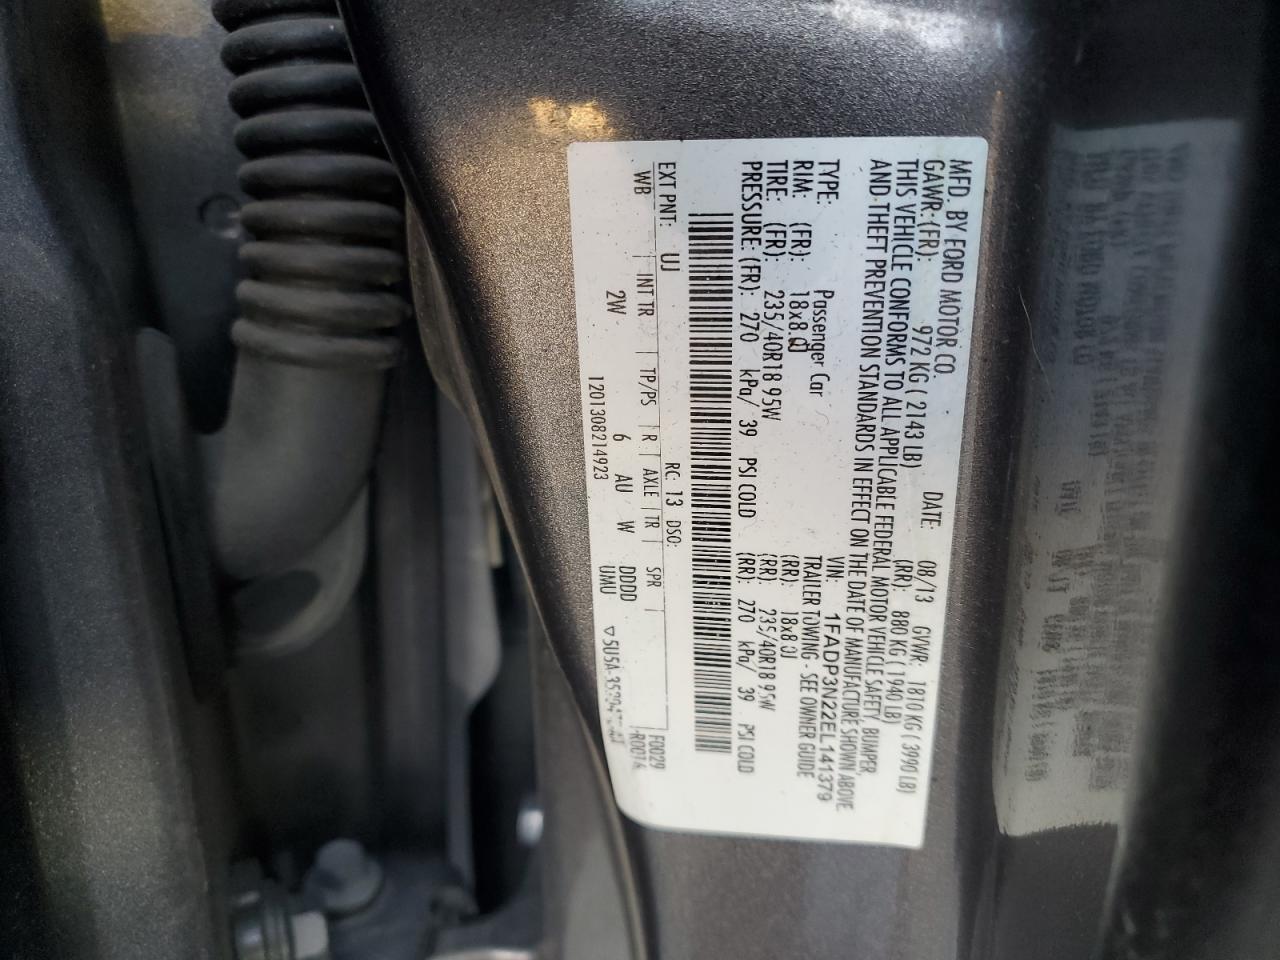 MFD. BY FORD MOTOR CO.
DATE: 08/13 GVWR: 1810 KG ( 3990 LB)
GAWR:(FR): 972 KG ( 2143 LB) (RR): 880 KG ( 1940 LB)
THIS VEHICLE CONFORMS TO ALL APPLICABLE FEDERAL MOTOR VEHICLE SAFETY, BUMPER,
AND THEFT PREVENTION STANDARDS IN EFFECT ON THE DATE OF MANUFACTURE SHOWN ABOVE.
VIN: 1FADP3N22EL141379
TYPE: Passenger Car TRAILER TOWING - SEE OWNER GUIDE
RIM: (FR): 18x8.0J (RR): 18x8.0J
TIRE: (FR): 235/40R18 95W (RR): 235/40R18 95W
PRESSURE: (FR): 270 kPa/ 39 PSI COLD (RR): 270 kPa/ 39 PSI COLD
EXT PNT: UJ RC: 13 DSO: F0029
WB | INT TR | TP/PS | R | AXLE | TR | SPR |
2W 6 AU W DDDD
1201308214923 UMU